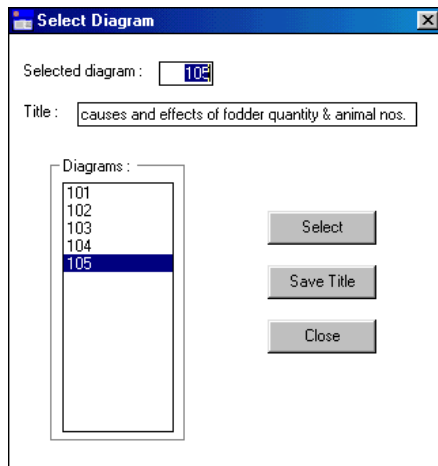 Select Diagram
Selected diagram : 105
Title : causes and effects of fodder quantity & animal nos.
Diagrams :
101
102
103
104
105
Select
Save Title
Close